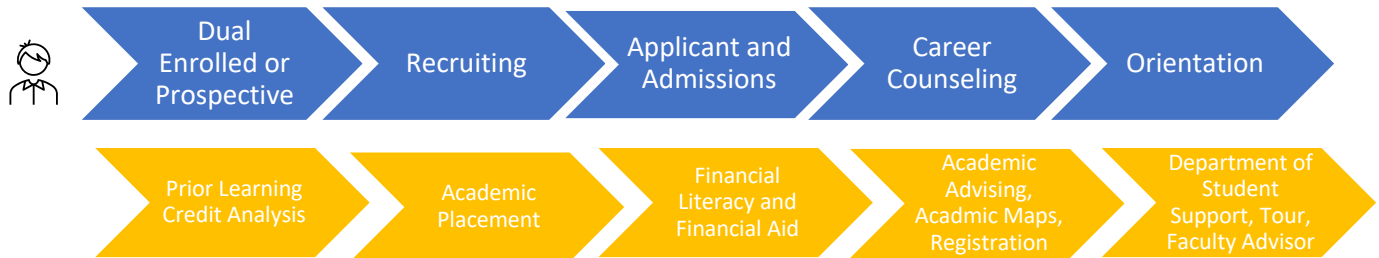 Dual
Enrolled or
Prospective
Recruiting
Applicant and
Admissions
Career
Counseling
Orientation
Prior Learning
Credit Analysis
Academic
Placement
Financial
Literacy and
Financial Aid
Academic
Advising,
Acadmic Maps,
Registration
Department of
Student
Support, Tour,
Faculty Advisor